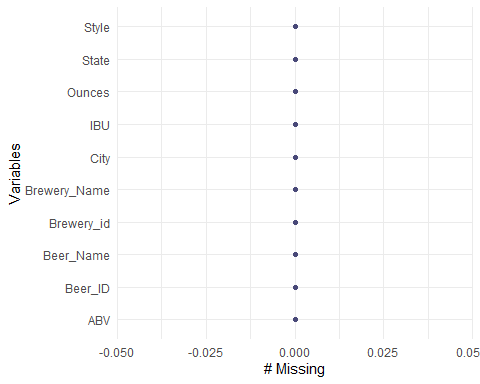 Style
State
Ounces
IBU
City
Brewery_Name
Brewery_id
Beer_Name
Beer_ID
ABV
Variables
-0.050 -0.025 0.000 0.025 0.05
# Missing